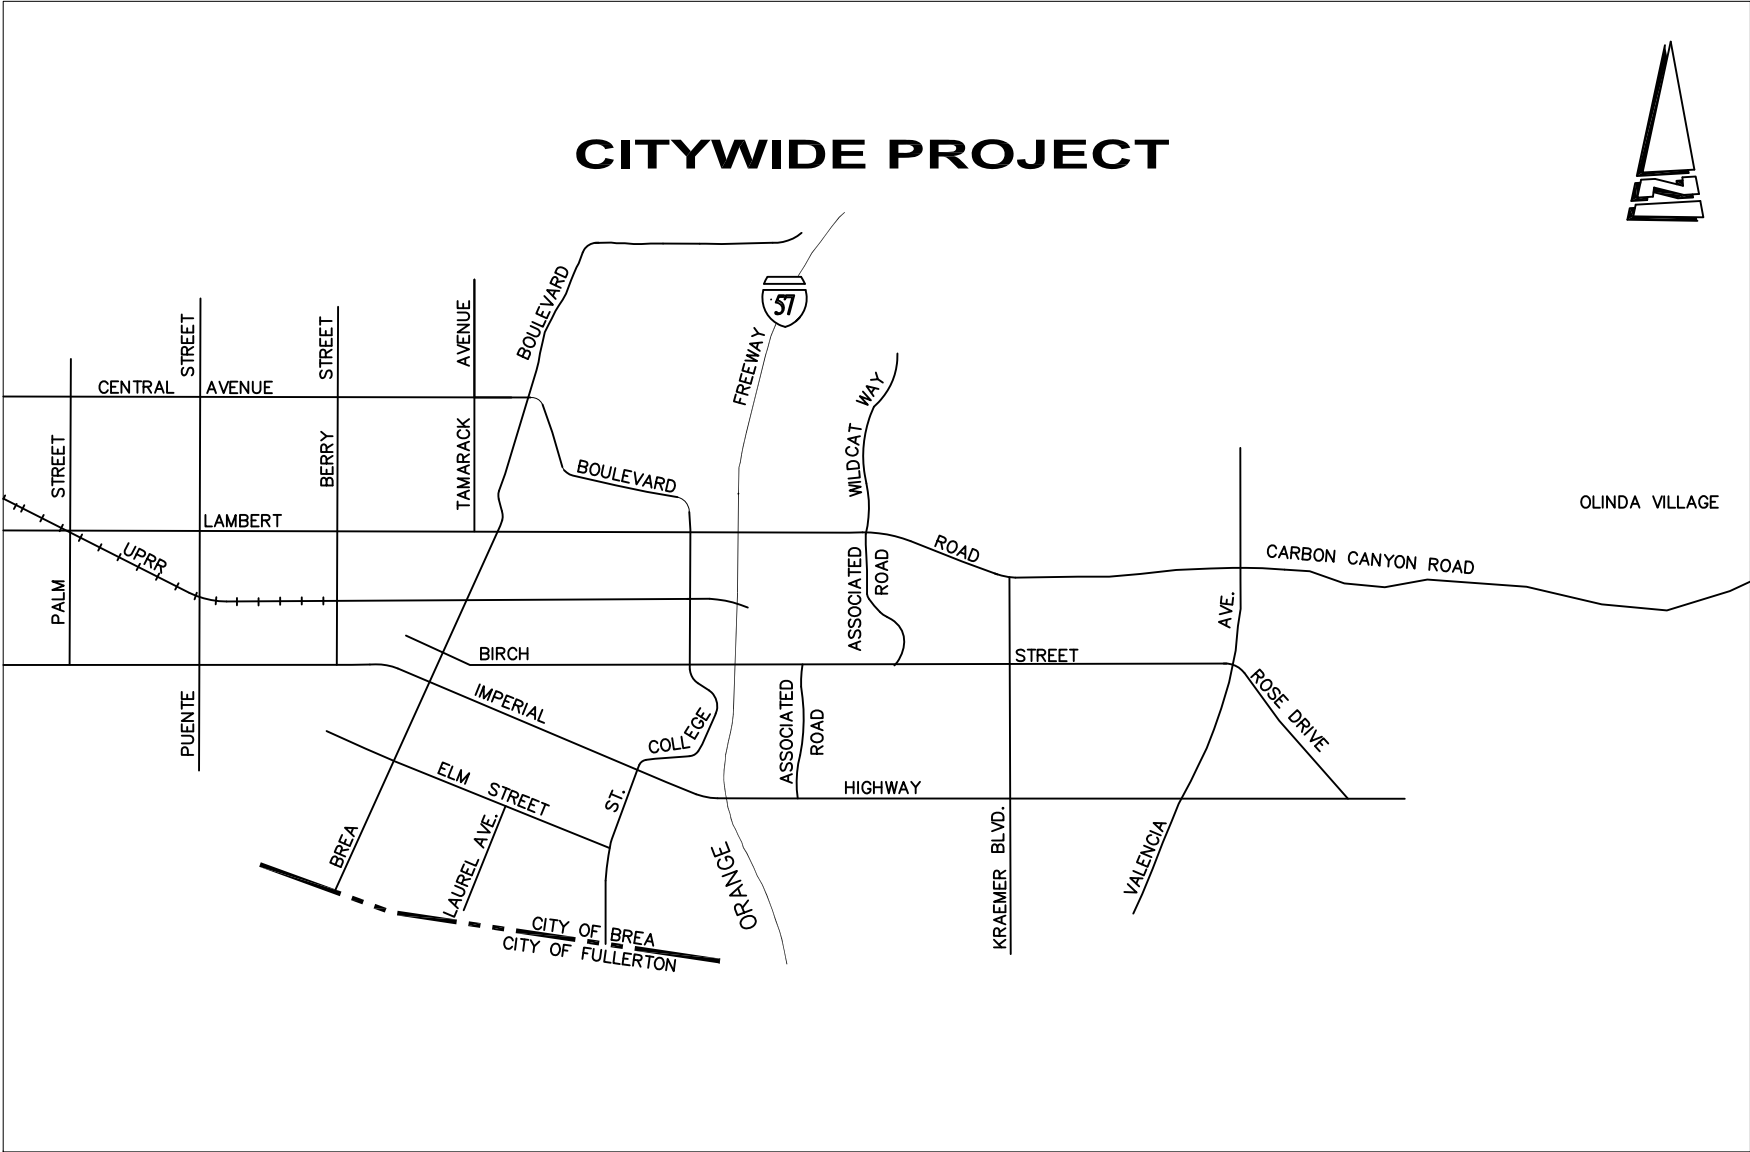 CITYWIDE PROJECT
N
57
BOULEVARD
FREEWAY
STREET
STREET
AVENUE
CENTRAL AVENUE
WILDCAT WAY
STREET
BERRY
TAMARACK
BOULEVARD
OLINDA VILLAGE
LAMBERT
ROAD
CARBON CANYON ROAD
UPRR
PALM
ASSOCIATED
ROAD
AVE.
BIRCH
STREET
PUENTE
IMPERIAL
COLLEGE
ASSOCIATED
ROAD
ROSE DRIVE
ELM STREET
ST.
HIGHWAY
BREA
LAUREL AVE.
ORANGE
KRAEMER BLVD.
VALENCIA
CITY OF BREA
CITY OF FULLERTON